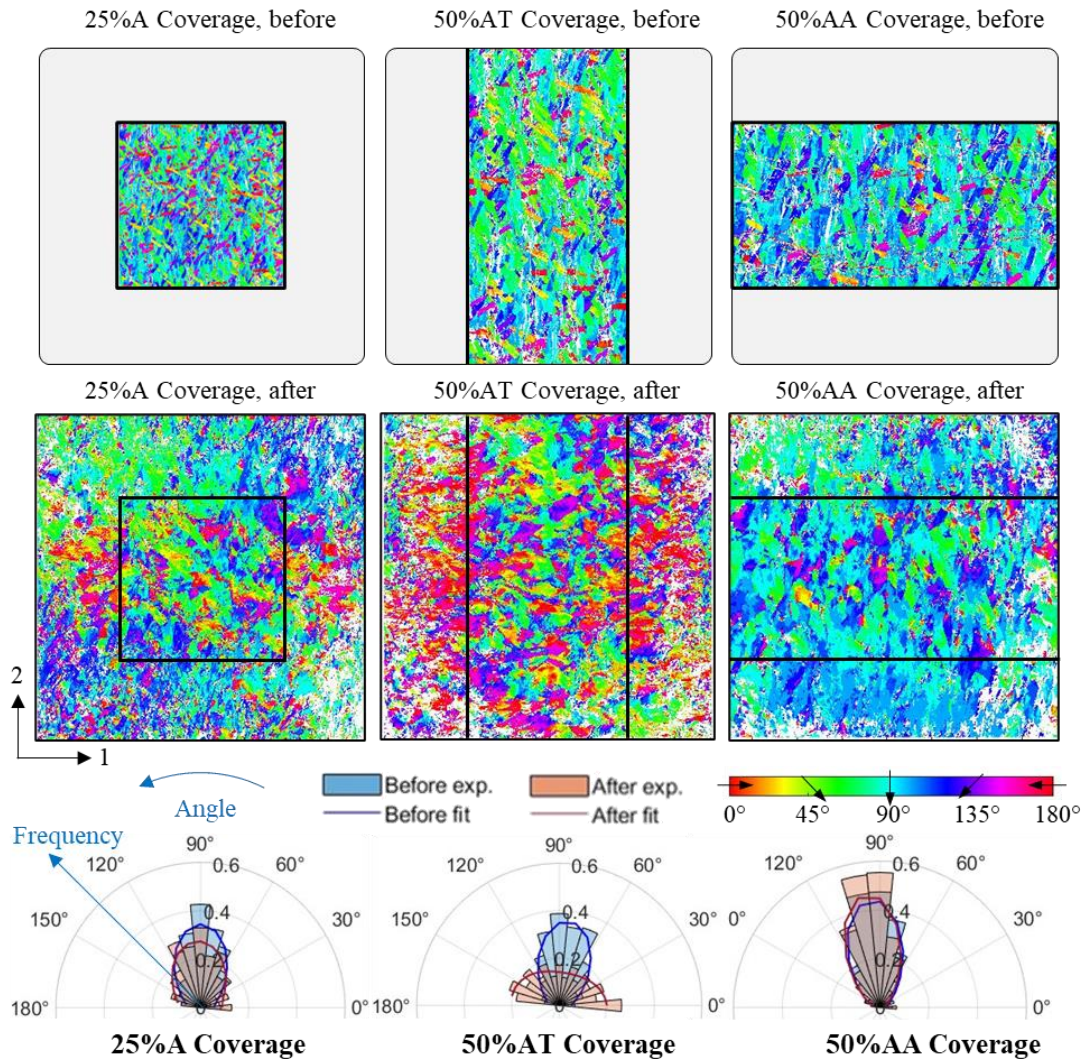 25%A Coverage, before 50%AT Coverage, before 50%AA Coverage, before
25%A Coverage, after 50%AT Coverage, after 50%AA Coverage, after
2
1
Angle
Frequency
Before exp. After exp.
Before fit After fit
0° 45° 90° 135° 180°
90° 90° 90°
120° 0.6 60° 120° 0.6 60° 120° 0.6 60°
150° 0.4 30° 150° 0.4 30° 0° 0.4 30°
0.2 0.2 0.2
180° 0 0° 180° 0 0° 180° 0 0°
25%A Coverage 50%AT Coverage 50%AA Coverage